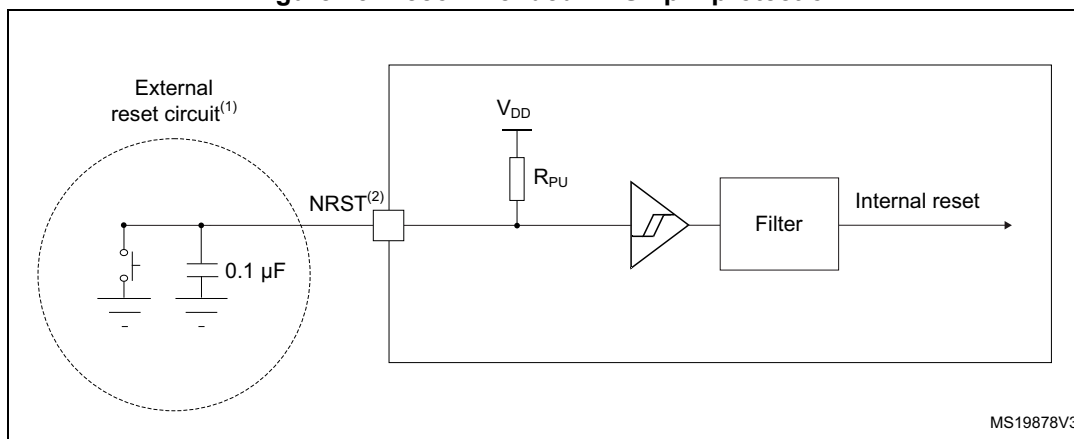 External
reset circuit(1)
VDD
RPU
NRST(2)
Filter
Internal reset
0.1 µF
MS19878V3